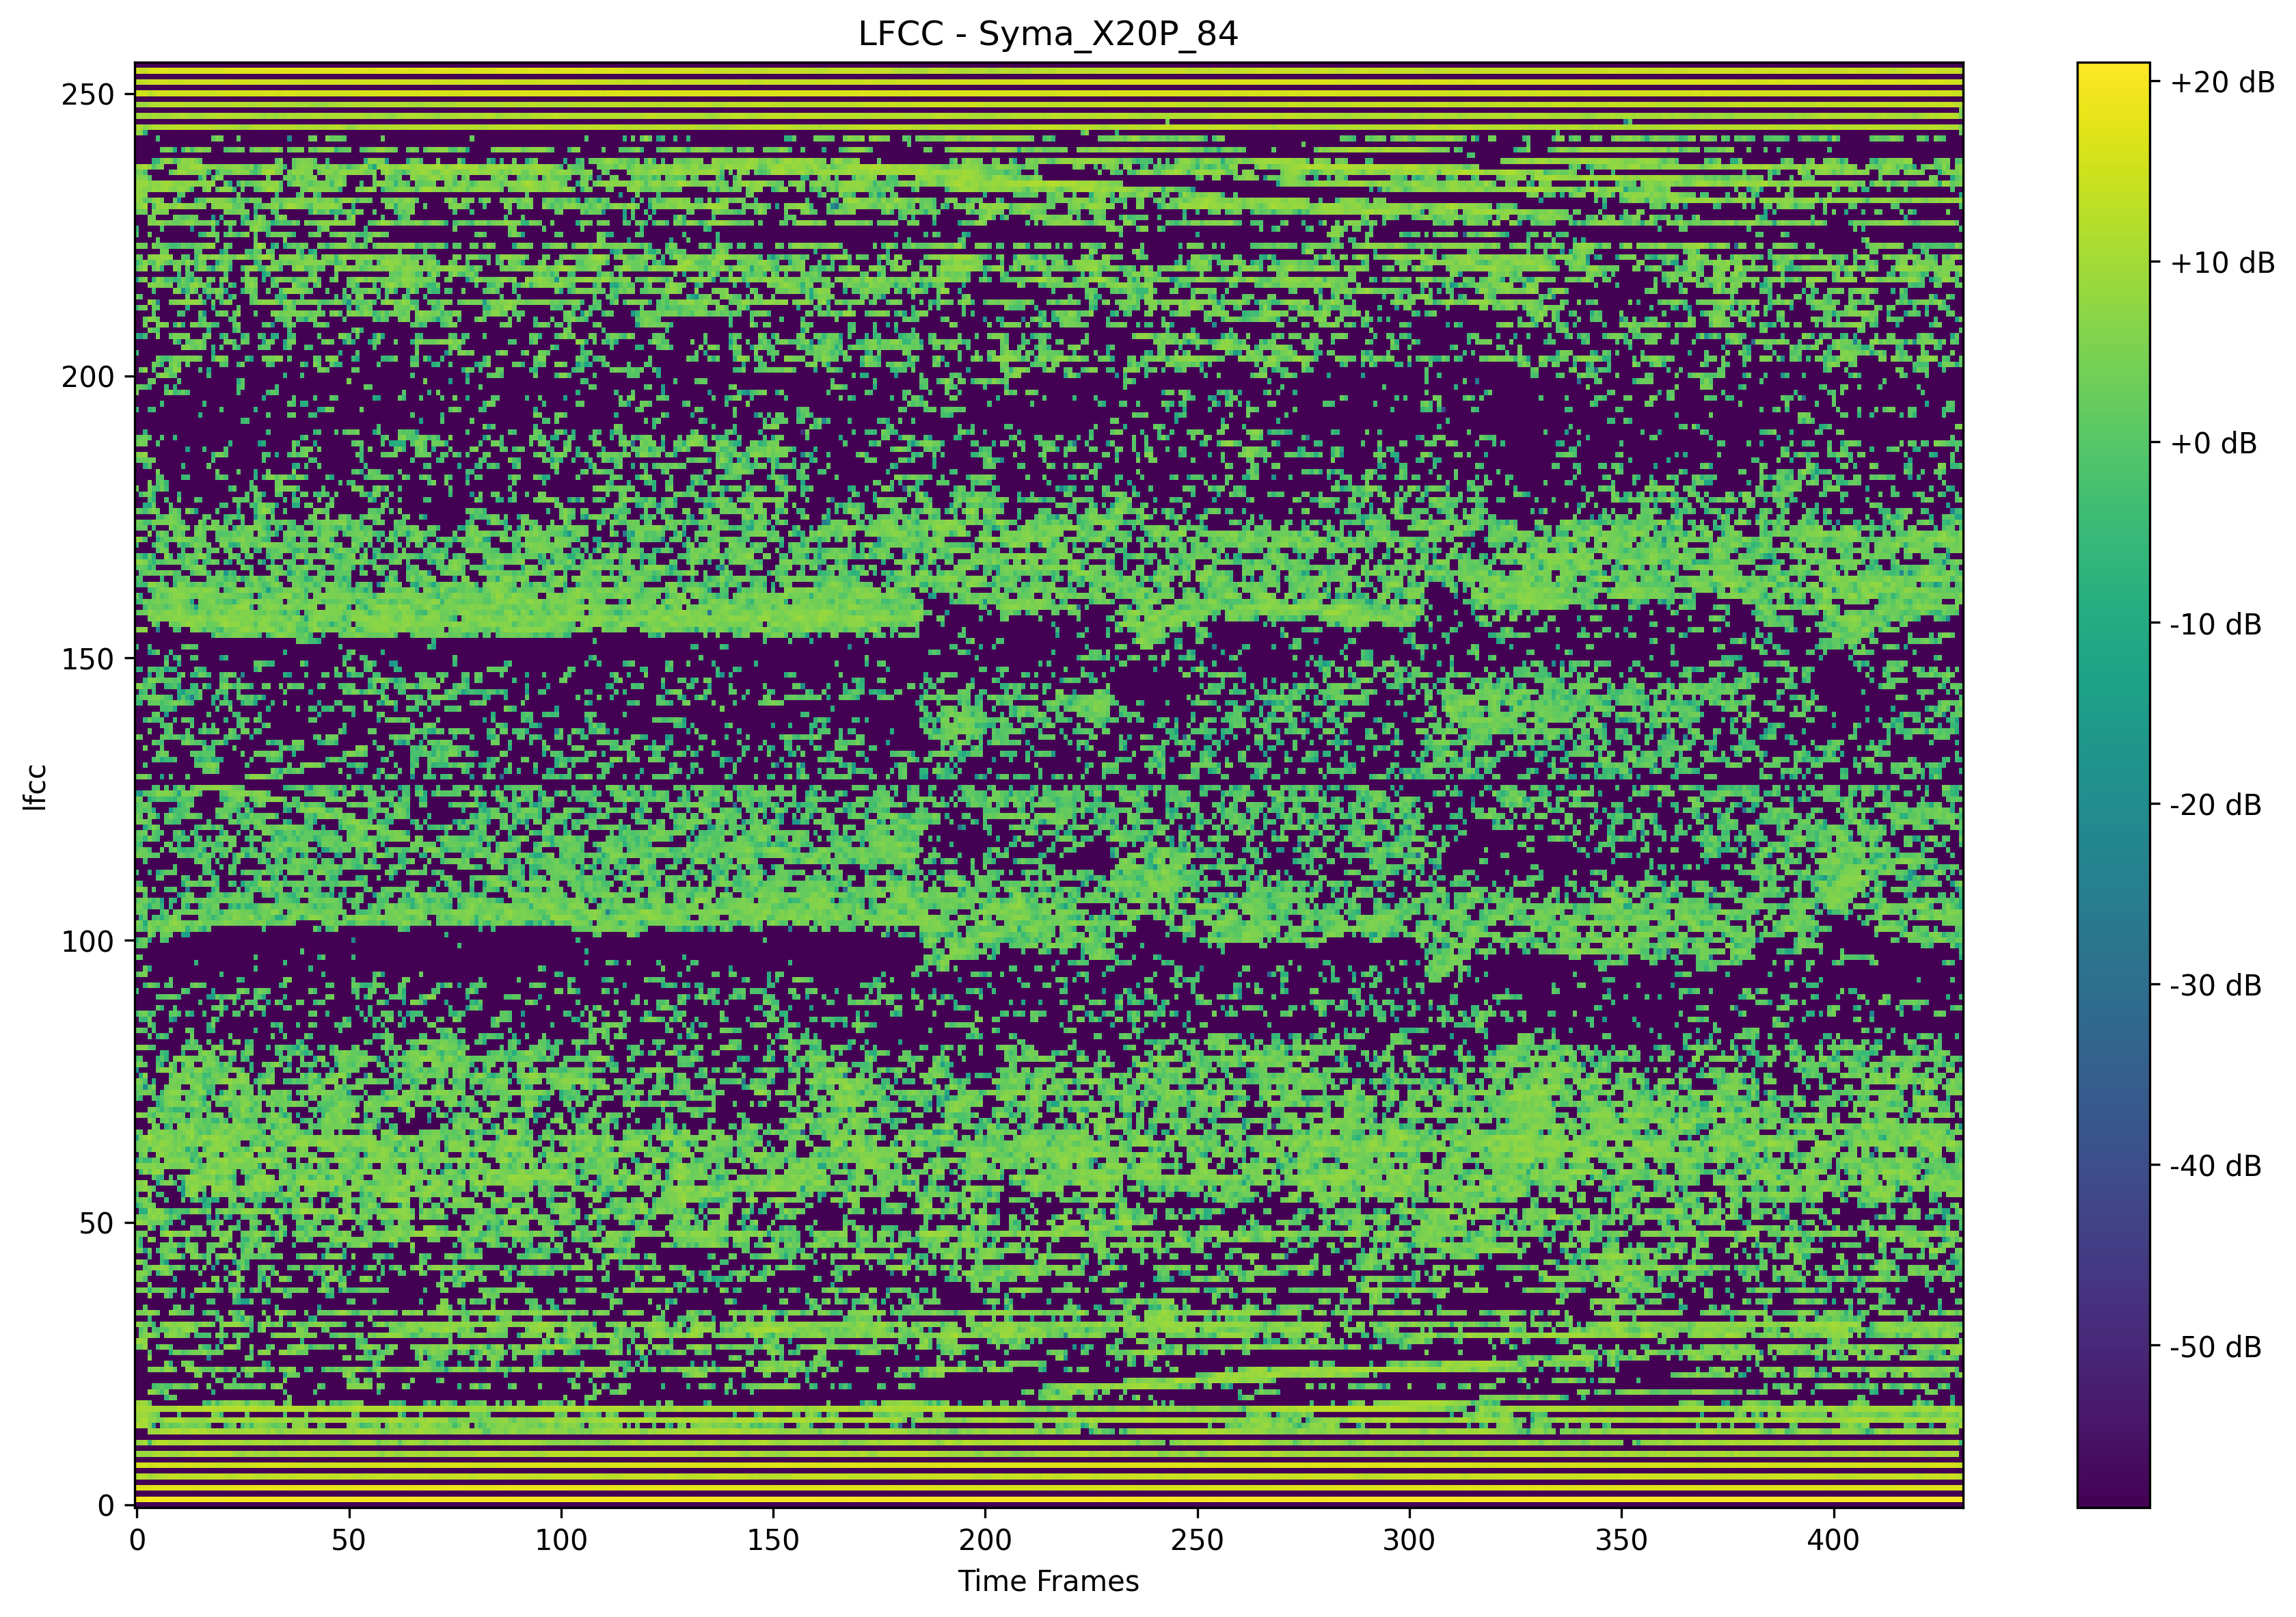 LFCC - Syma_X20P_84
lfcc
250
200
150
100
50
0
0 50 100 150 200 250 300 350 400
Time Frames
+20 dB
+10 dB
+0 dB
-10 dB
-20 dB
-30 dB
-40 dB
-50 dB